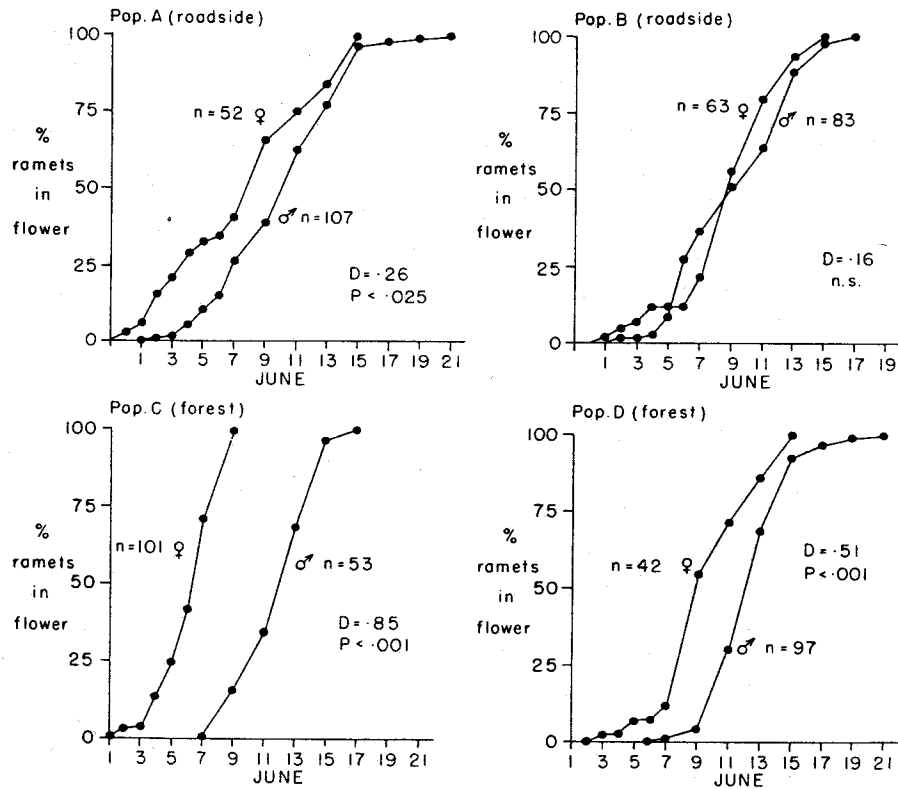 Pop. A (roadside)
100
75
50
25
0
%
ramets
in
flower
n = 52 ♀
♂ n = 107
D = ·26
P < ·025
1 3 5 7 9 11 13 15 17 19 21
JUNE
Pop. B (roadside)
100
75
50
25
0
%
ramets
in
flower
n = 63 ♀
♂ n = 83
D = ·16
n.s.
1 3 5 7 9 11 13 15 17 19
JUNE
Pop. C (forest)
100
75
50
25
0
%
ramets
in
flower
n=101 ♀
♂ n = 53
D = ·85
P < ·001
1 3 5 7 9 11 13 15 17 19 21
JUNE
Pop. D (forest)
100
75
50
25
0
%
ramets
in
flower
n = 42 ♀
♂ n = 97
D = ·51
P < ·001
1 3 5 7 9 11 13 15 17 19 21
JUNE